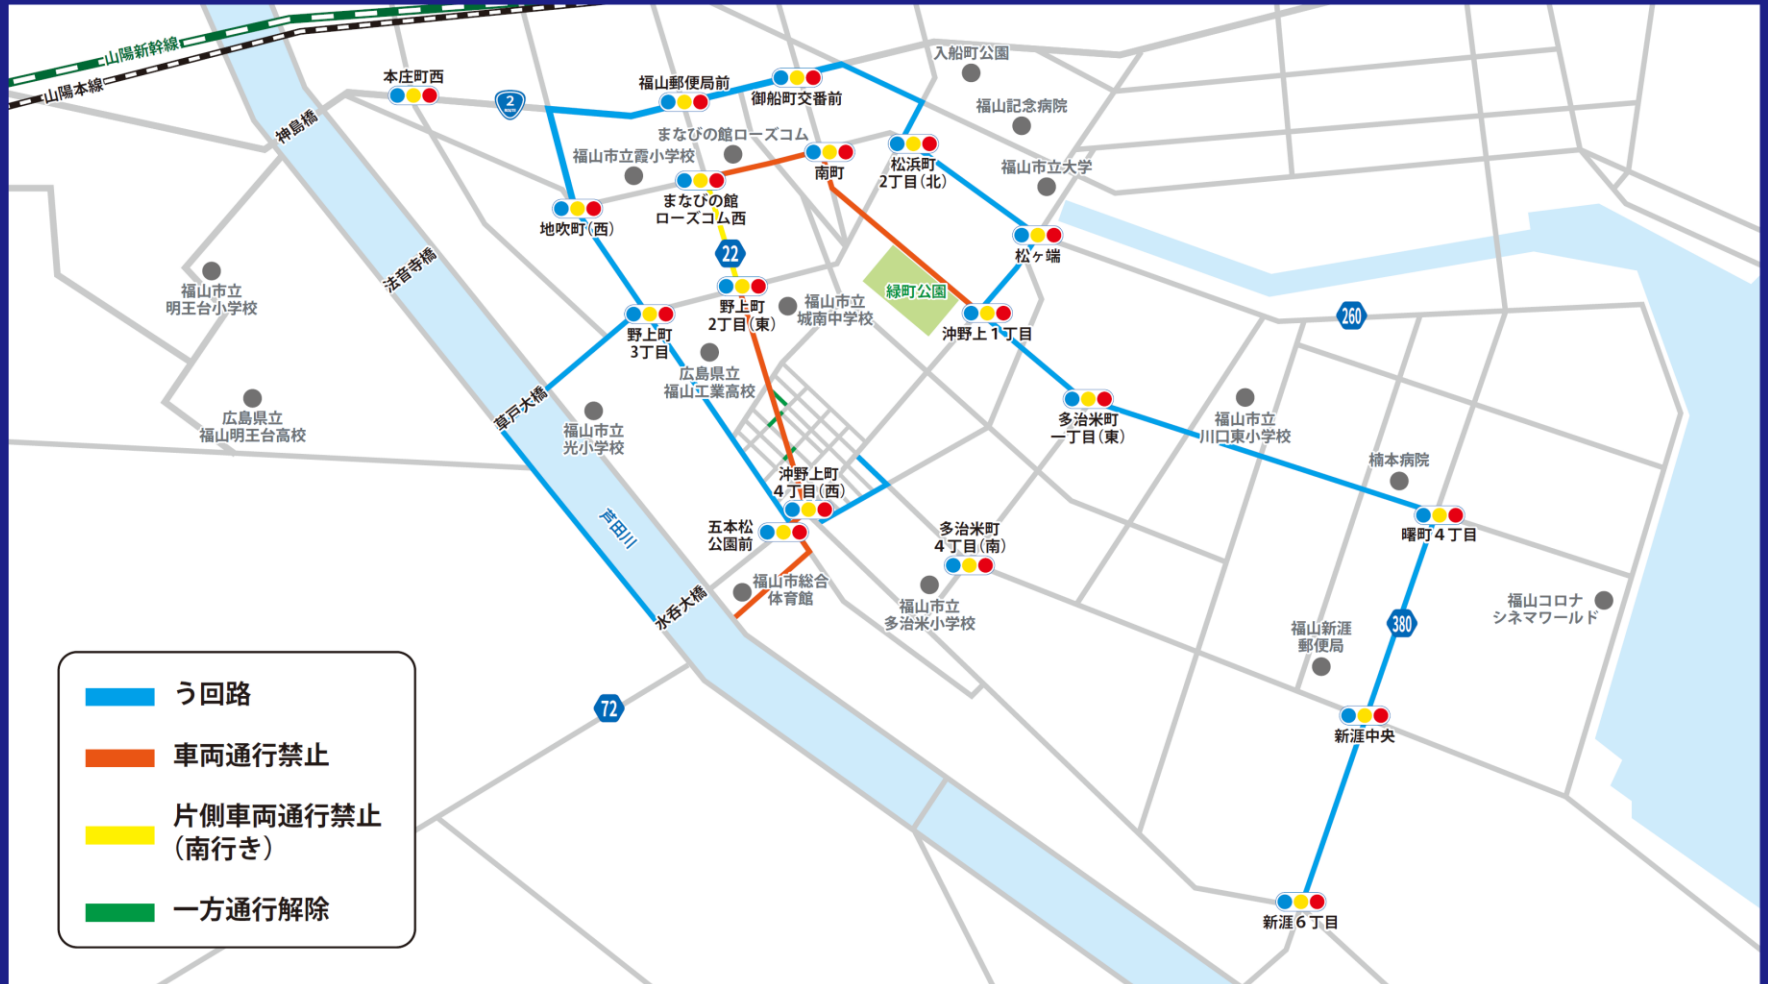 山陽新幹線
山陽本線
本庄町西
2
福山郵便局前
御船町交番前
入船町公園
神島橋
まなびの館ローズコム
福山記念病院
福山市立霞小学校
南町
松浜町
2丁目(北)
福山市立大学
まなびの館
ローズコム西
地吹町(西)
22
松ヶ端
法音寺橋
福山市立
明王台小学校
野上町
2丁目(東)
福山市立
城南中学校
緑町公園
260
野上町
3丁目
沖野上1丁目
広島県立
福山工業高校
草戸大橋
広島県立
福山明王台高校
福山市立
光小学校
多治米町
一丁目(東)
福山市立
川口東小学校
楠本病院
沖野上町
4丁目(西)
芦田川
五本松
公園前
多治米町
4丁目(南)
曙町4丁目
福山市総合
体育館
水呑大橋
福山市立
多治米小学校
福山コロナ
シネマワールド
福山新涯
郵便局
380
72
新涯中央
新涯6丁目
う回路
車両通行禁止
片側車両通行禁止
(南行き)
一方通行解除